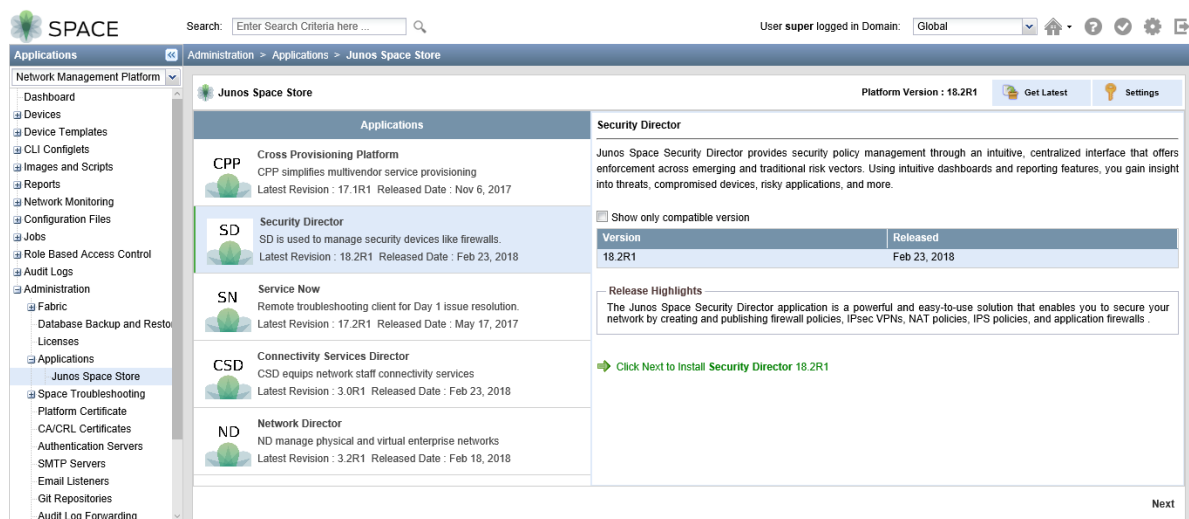 SPACE
Search: Enter Search Criteria here ...
User super logged in Domain: Global
Applications
Administration > Applications > Junos Space Store
Network Management Platform
Dashboard
Devices
Device Templates
CLI Configlets
Images and Scripts
Reports
Network Monitoring
Configuration Files
Jobs
Role Based Access Control
Audit Logs
Administration
Fabric
Database Backup and Resto
Licenses
Applications
Junos Space Store
Space Troubleshooting
Platform Certificate
CA/CRL Certificates
Authentication Servers
SMTP Servers
Email Listeners
Git Repositories
Audit Log Forwarding
Junos Space Store
Platform Version : 18.2R1
Get Latest
Settings
Applications
CPP
Cross Provisioning Platform
CPP simplifies multivendor service provisioning
Latest Revision : 17.1R1 Released Date : Nov 6, 2017
SD
Security Director
SD is used to manage security devices like firewalls.
Latest Revision : 18.2R1 Released Date : Feb 23, 2018
SN
Service Now
Remote troubleshooting client for Day 1 issue resolution.
Latest Revision : 17.2R1 Released Date : May 17, 2017
CSD
Connectivity Services Director
CSD equips network staff connectivity services
Latest Revision : 3.0R1 Released Date : Feb 23, 2018
ND
Network Director
ND manage physical and virtual enterprise networks
Latest Revision : 3.2R1 Released Date : Feb 18, 2018
Security Director
Junos Space Security Director provides security policy management through an intuitive, centralized interface that offers
enforcement across emerging and traditional risk vectors. Using intuitive dashboards and reporting features, you gain insight
into threats, compromised devices, risky applications, and more.
Show only compatible version
Version Released
18.2R1 Feb 23, 2018
Release Highlights
The Junos Space Security Director application is a powerful and easy-to-use solution that enables you to secure your
network by creating and publishing firewall policies, IPsec VPNs, NAT policies, IPS policies, and application firewalls .
Click Next to Install Security Director 18.2R1
Next